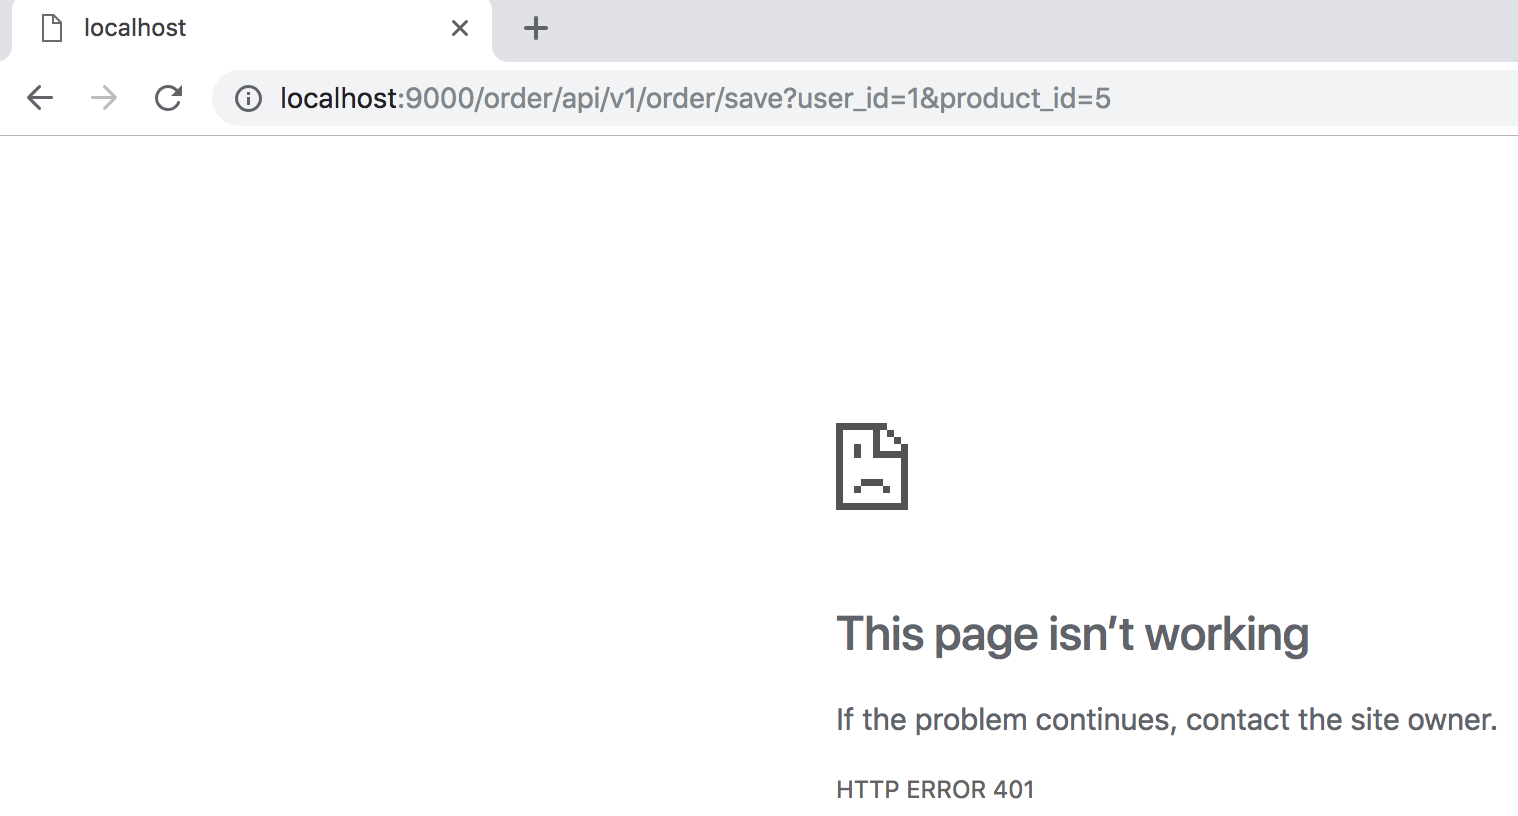 localhost
localhost:9000/order/api/v1/order/save?user_id=1&product_id=5
This page isn’t working
If the problem continues, contact the site owner.
HTTP ERROR 401